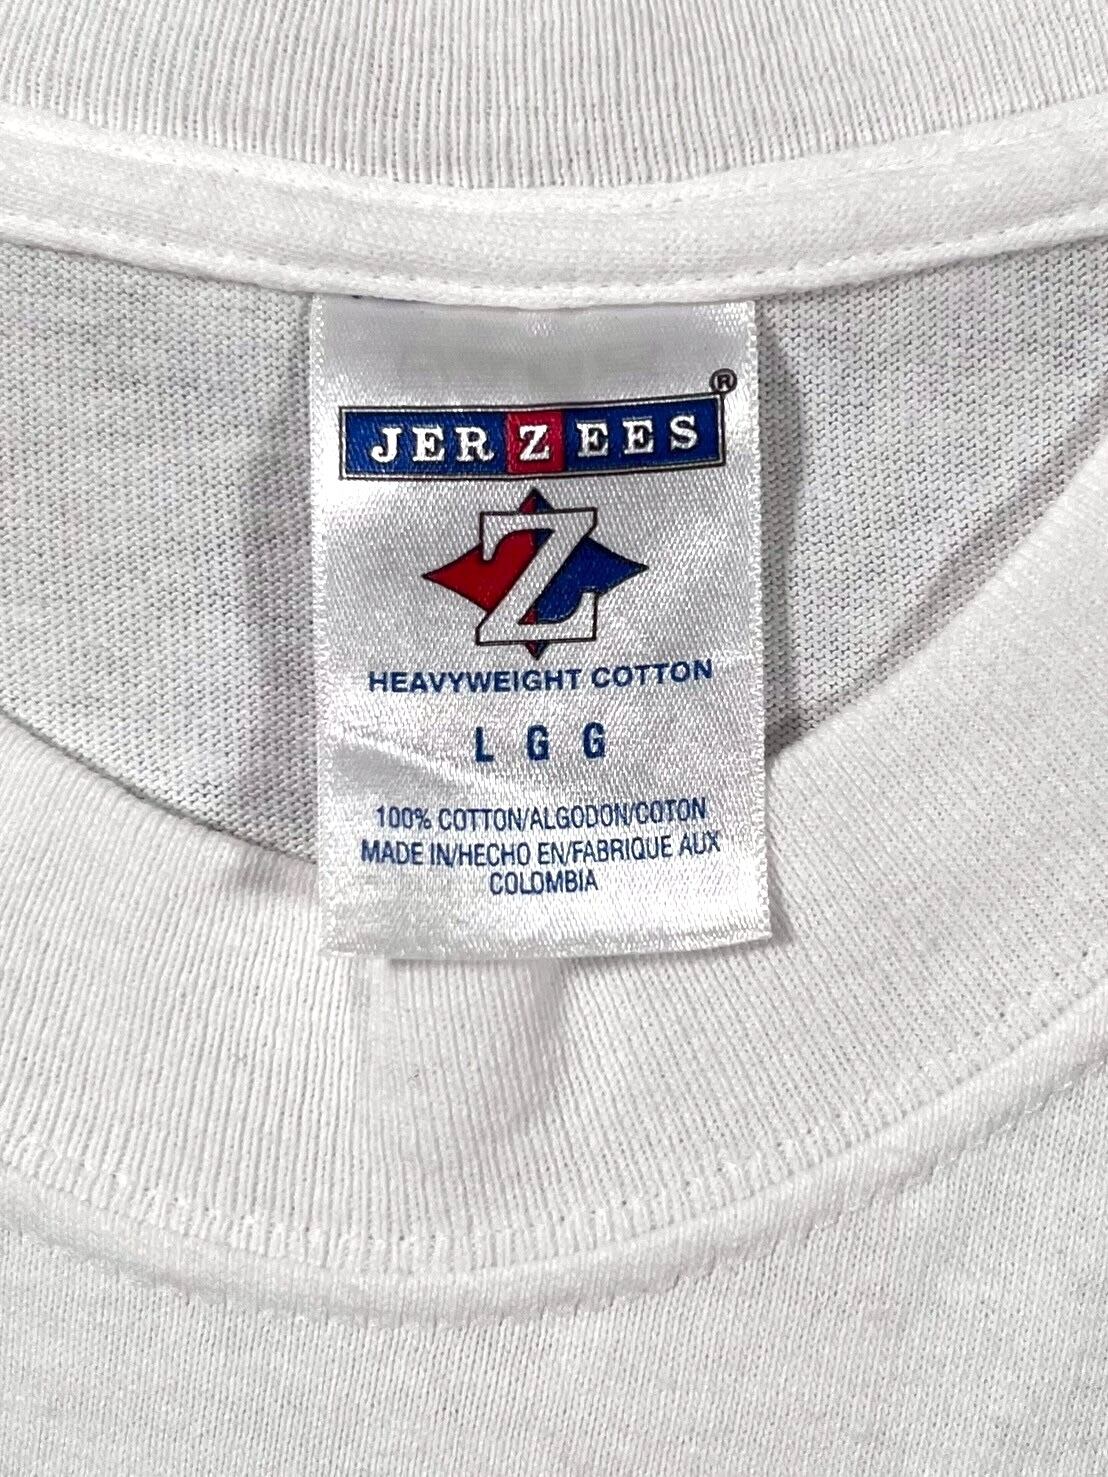 JERZEES®
Z
HEAVYWEIGHT COTTON
L G G
100% COTTON/ALGODON/COTON
MADE IN/HECHO EN/FABRIQUE AUX
COLOMBIA